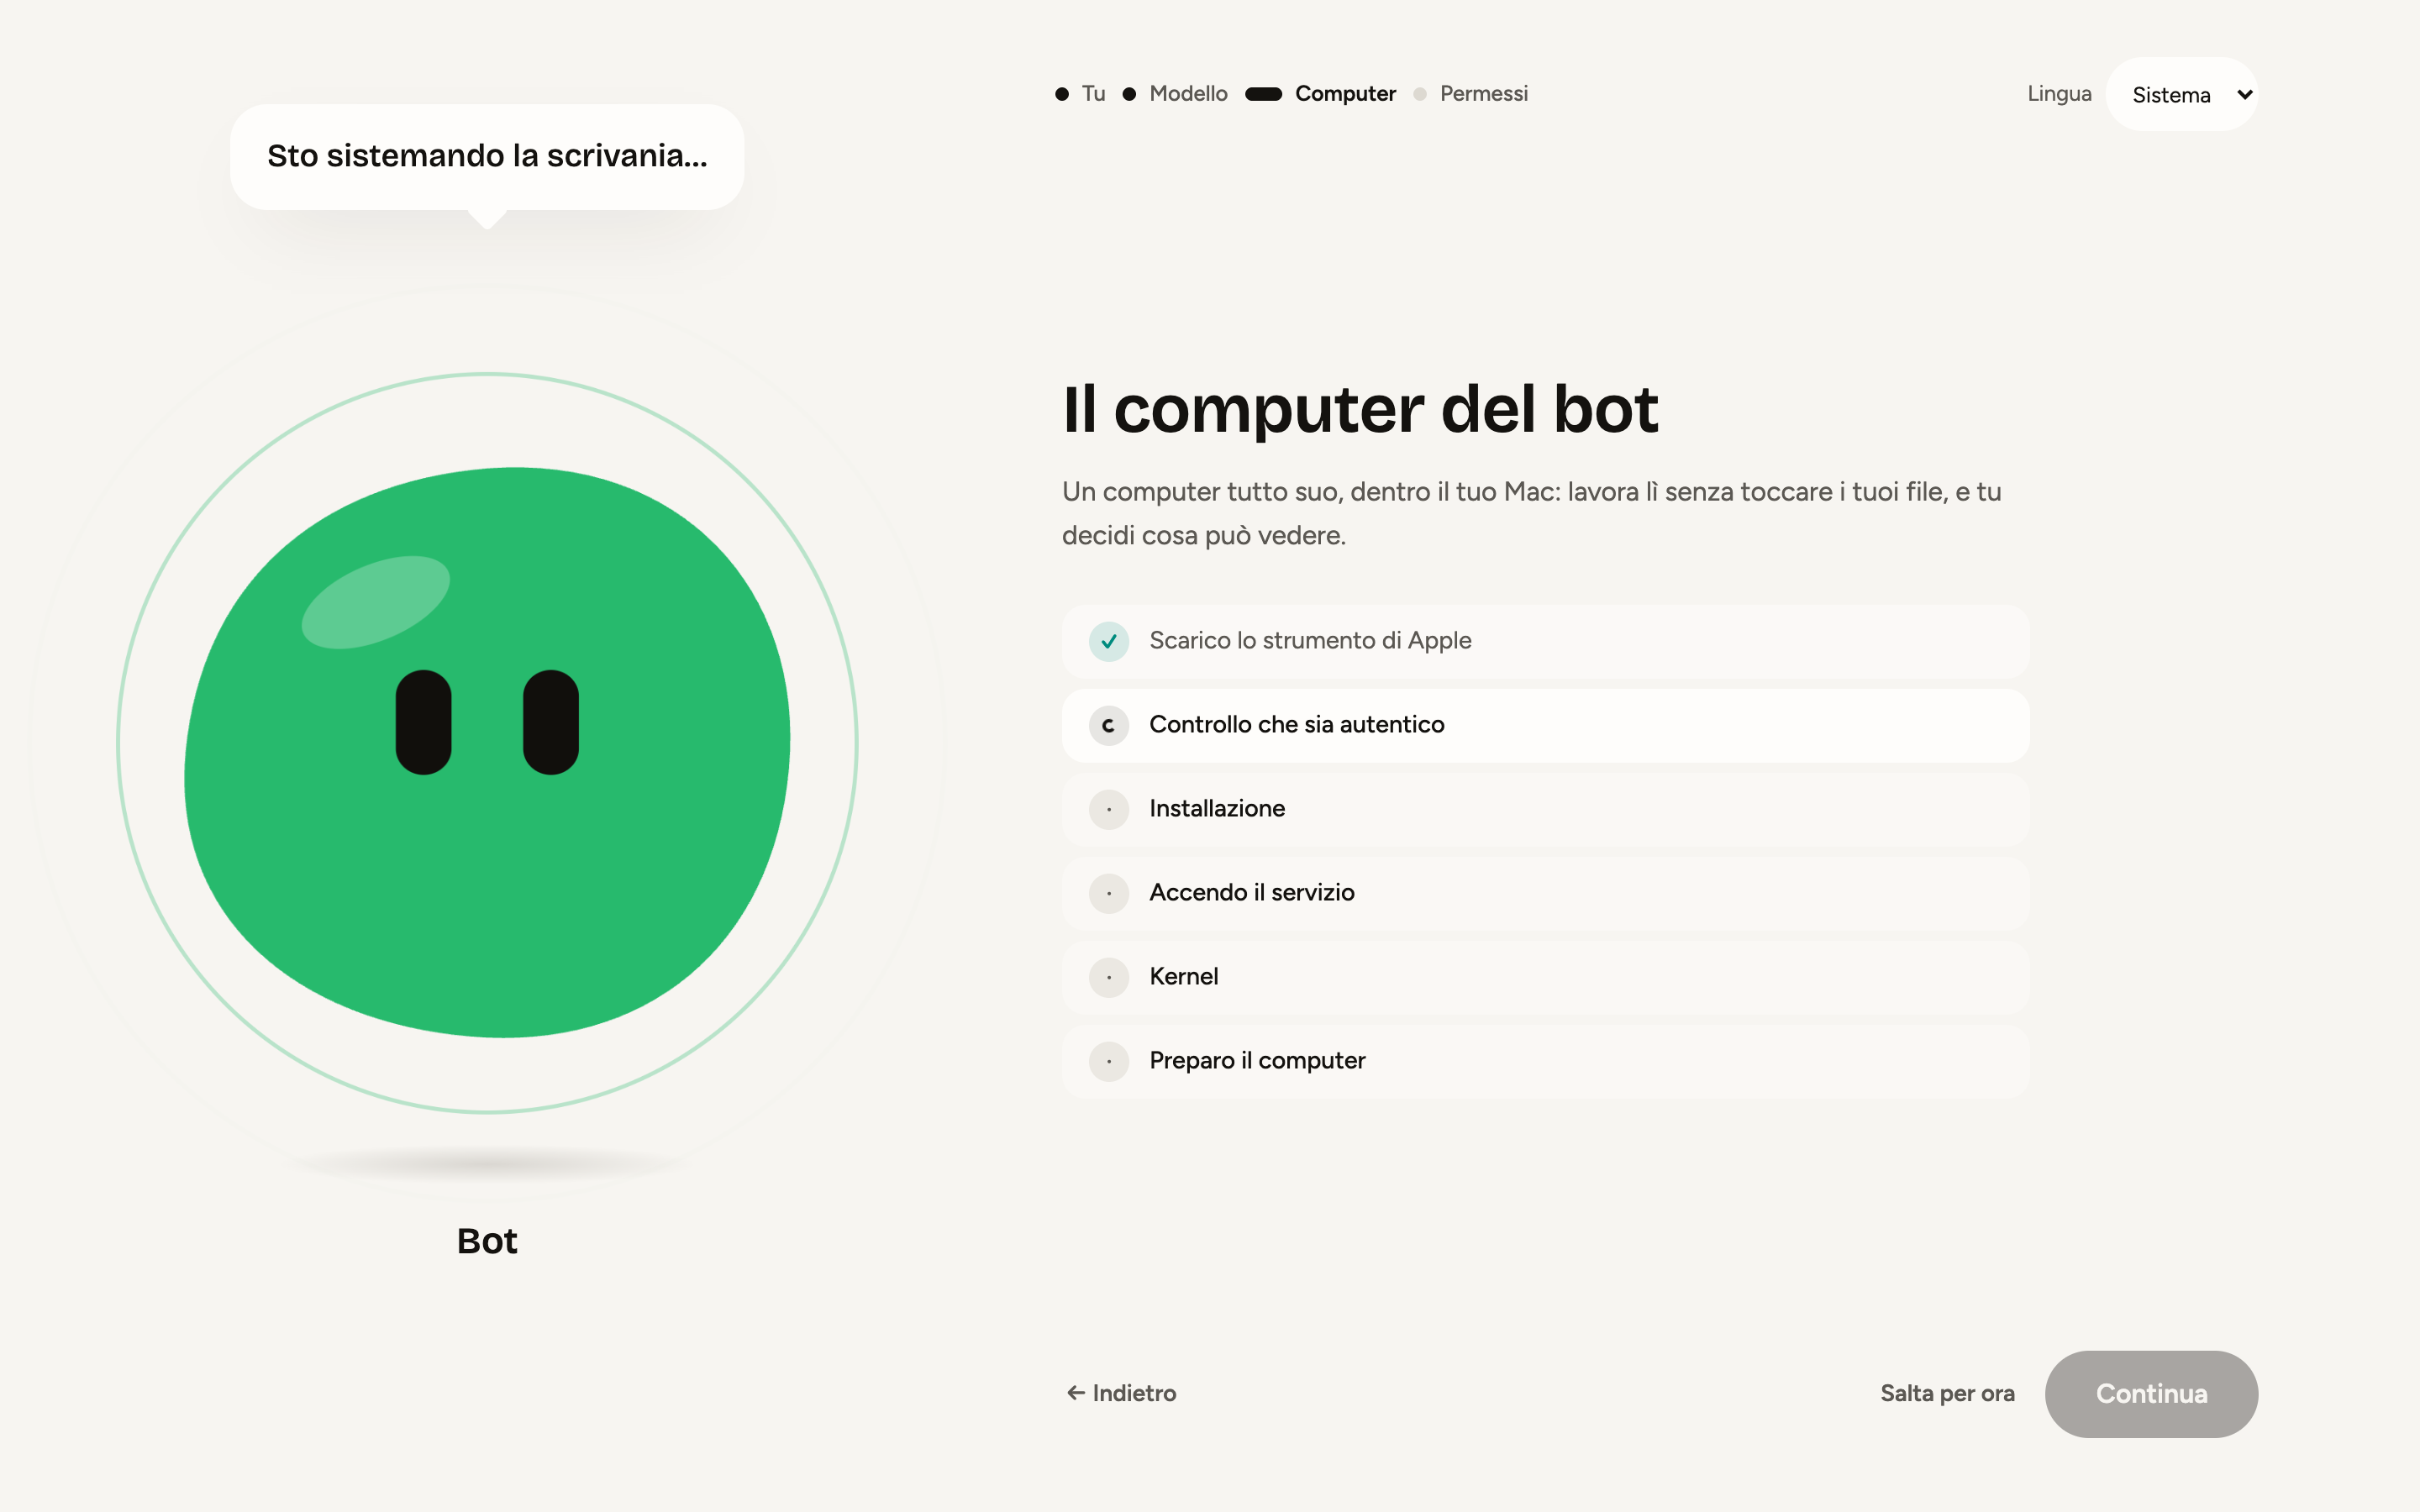 Tu
Modello
Computer
Permessi
Lingua
Sistema
Sto sistemando la scrivania...
Il computer del bot
Un computer tutto suo, dentro il tuo Mac: lavora lì senza toccare i tuoi file, e tu
decidi cosa può vedere.
Scarico lo strumento di Apple
Controllo che sia autentico
Installazione
Accendo il servizio
Kernel
Preparo il computer
Bot
← Indietro
Salta per ora
Continua